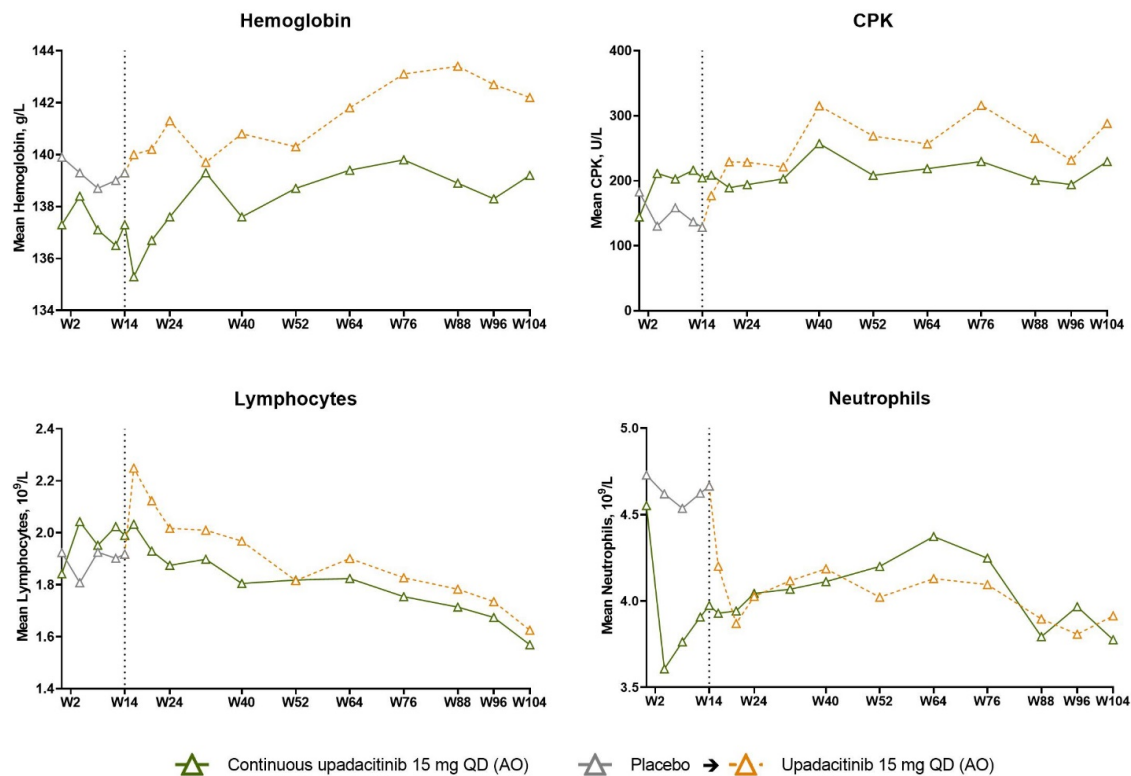 Hemoglobin
Mean Hemoglobin, g/L
144
142
140
138
136
134
W2 W14 W24 W40 W52 W64 W76 W88 W96 W104
CPK
Mean CPK, U/L
400
300
200
100
0
W2 W14 W24 W40 W52 W64 W76 W88 W96 W104
Lymphocytes
Mean Lymphocytes, 10⁹/L
2.4
2.2
2.0
1.8
1.6
1.4
W2 W14 W24 W40 W52 W64 W76 W88 W96 W104
Neutrophils
Mean Neutrophils, 10⁹/L
5.0
4.5
4.0
3.5
W2 W14 W24 W40 W52 W64 W76 W88 W96 W104
Continuous upadacitinib 15 mg QD (AO) Placebo → Upadacitinib 15 mg QD (AO)